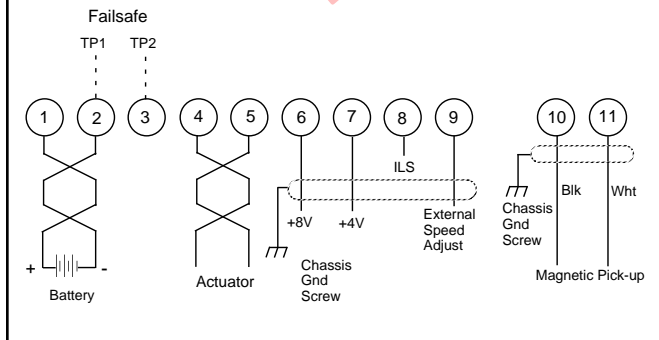 Failsafe
TP1 TP2
1 2 3 4 5 6 7 8 9 10 11
ILS
+8V +4V
External
Speed
Adjust
Chassis
Gnd
Screw
Blk Wht
Chassis
Gnd
Screw
+ -
Battery
Actuator
Magnetic Pick-up